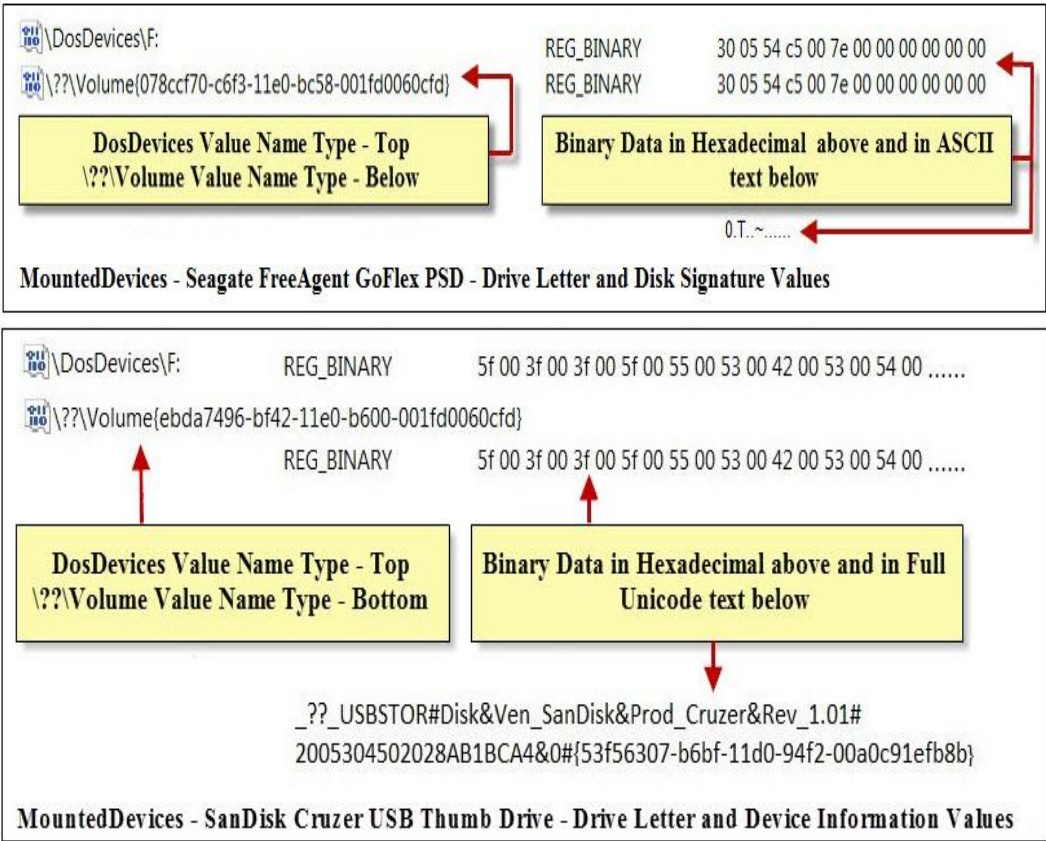 \DosDevices\F:
REG_BINARY 30 05 54 c5 00 7e 00 00 00 00 00 00
\??\Volume{078ccf70-c6f3-11e0-bc58-001fd0060cfd}
REG_BINARY 30 05 54 c5 00 7e 00 00 00 00 00 00
DosDevices Value Name Type - Top
\??\Volume Value Name Type - Below
Binary Data in Hexadecimal above and in ASCII
text below
0.T..~......
MountedDevices - Seagate FreeAgent GoFlex PSD - Drive Letter and Disk Signature Values
\DosDevices\F: REG_BINARY 5f 00 3f 00 3f 00 5f 00 55 00 53 00 42 00 53 00 54 00 ......
\??\Volume{ebda7496-bf42-11e0-b600-001fd0060cfd}
REG_BINARY 5f 00 3f 00 3f 00 5f 00 55 00 53 00 42 00 53 00 54 00 ......
DosDevices Value Name Type - Top
\??\Volume Value Name Type - Bottom
Binary Data in Hexadecimal above and in Full
Unicode text below
_??_USBSTOR#Disk&Ven_SanDisk&Prod_Cruzer&Rev_1.01#
2005304502028AB1BCA4&0#{53f56307-b6bf-11d0-94f2-00a0c91efb8b}
MountedDevices - SanDisk Cruzer USB Thumb Drive - Drive Letter and Device Information Values